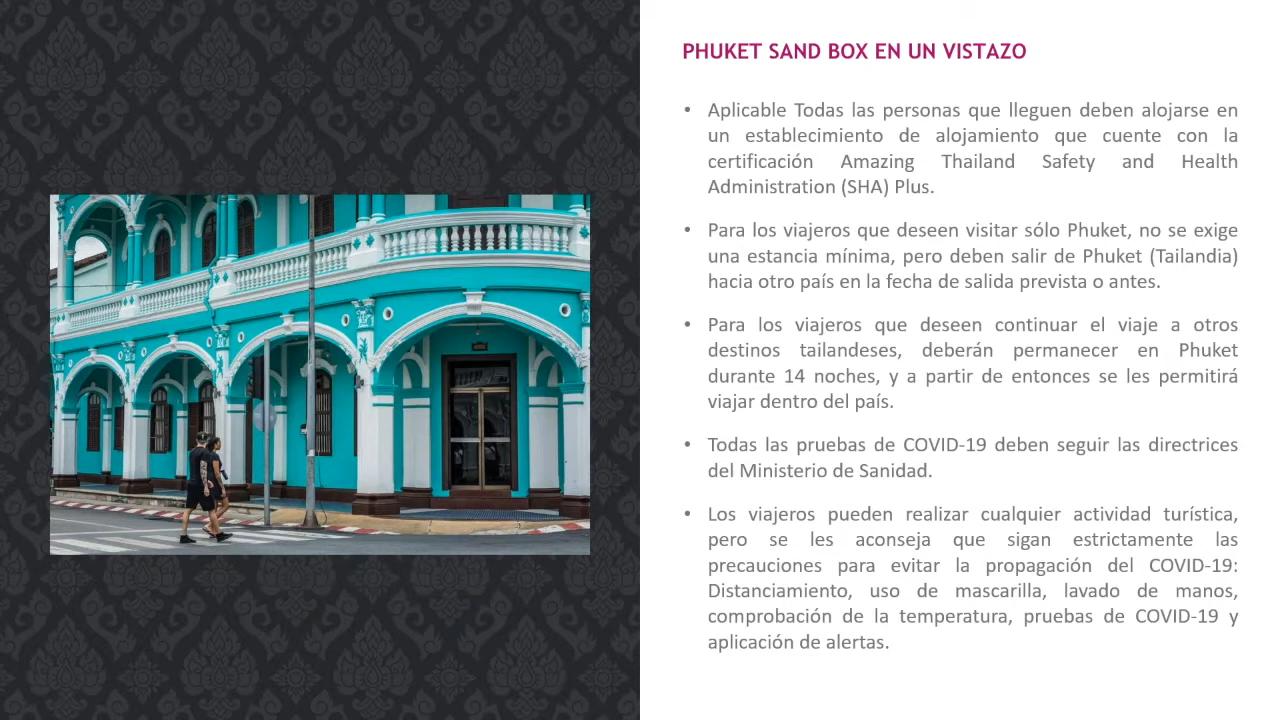 PHUKET SAND BOX EN UN VISTAZO
• Aplicable Todas las personas que lleguen deben alojarse en
un establecimiento de alojamiento que cuente con la
certificación Amazing Thailand Safety and Health
Administration (SHA) Plus.
• Para los viajeros que deseen visitar sólo Phuket, no se exige
una estancia mínima, pero deben salir de Phuket (Tailandia)
hacia otro país en la fecha de salida prevista o antes.
• Para los viajeros que deseen continuar el viaje a otros
destinos tailandeses, deberán permanecer en Phuket
durante 14 noches, y a partir de entonces se les permitirá
viajar dentro del país.
• Todas las pruebas de COVID-19 deben seguir las directrices
del Ministerio de Sanidad.
• Los viajeros pueden realizar cualquier actividad turística,
pero se les aconseja que sigan estrictamente las
precauciones para evitar la propagación del COVID-19:
Distanciamiento, uso de mascarilla, lavado de manos,
comprobación de la temperatura, pruebas de COVID-19 y
aplicación de alertas.